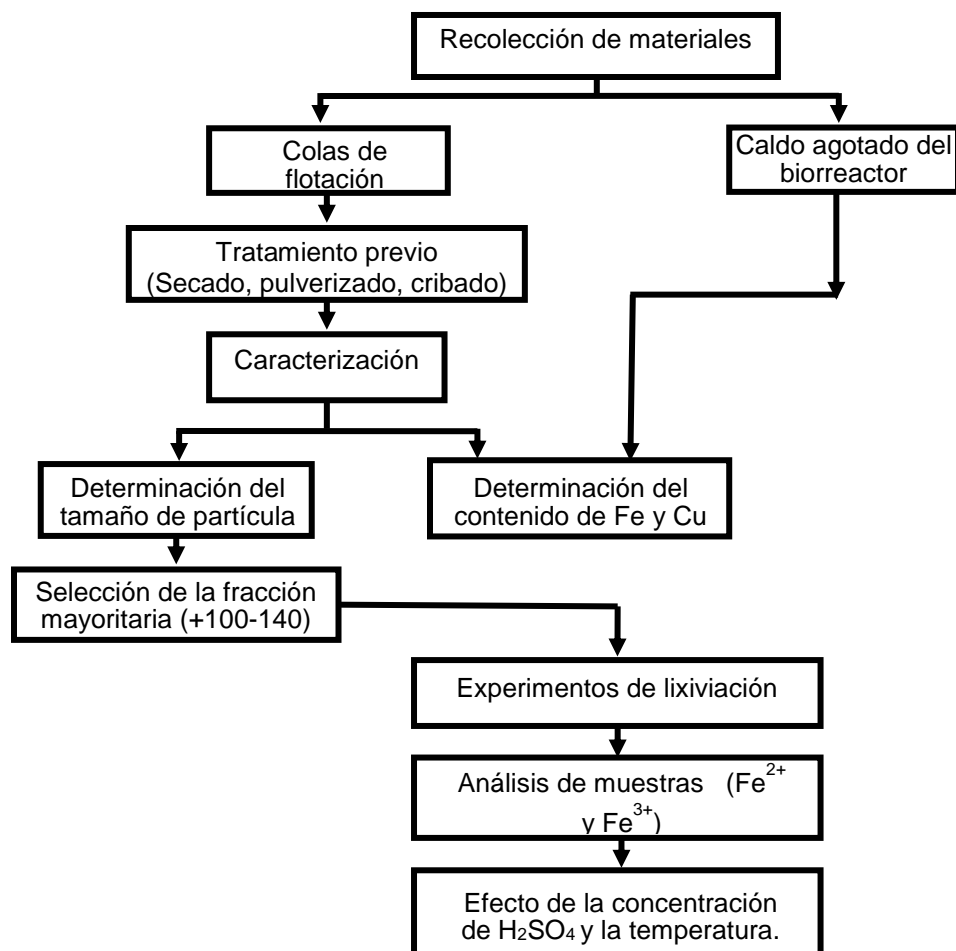 Recolección de materiales
Colas de
flotación
Caldo agotado del
biorreactor
Tratamiento previo
(Secado, pulverizado, cribado)
Caracterización
Determinación del
tamaño de partícula
Determinación del
contenido de Fe y Cu
Selección de la fracción
mayoritaria (+100-140)
Experimentos de lixiviación
Análisis de muestras (Fe²⁺
y Fe³⁺)
Efecto de la concentración
de H₂SO₄ y la temperatura.